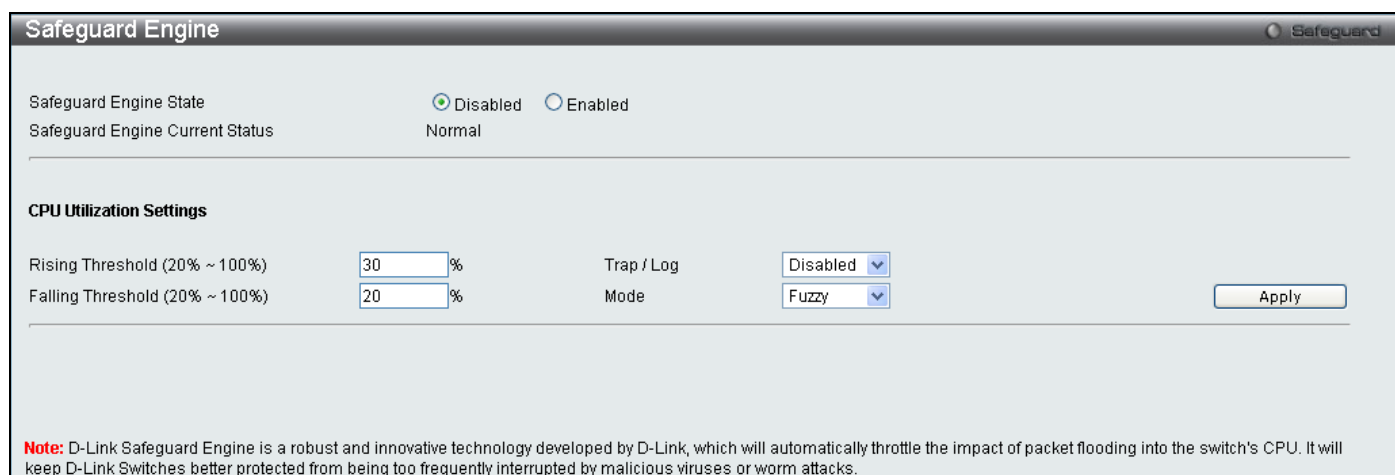 Safeguard Engine
Safeguard
Safeguard Engine State Disabled Enabled
Safeguard Engine Current Status Normal
CPU Utilization Settings
Rising Threshold (20% ~ 100%) 30 % Trap / Log Disabled
Falling Threshold (20% ~ 100%) 20 % Mode Fuzzy Apply
Note: D-Link Safeguard Engine is a robust and innovative technology developed by D-Link, which will automatically throttle the impact of packet flooding into the switch's CPU. It will
keep D-Link Switches better protected from being too frequently interrupted by malicious viruses or worm attacks.